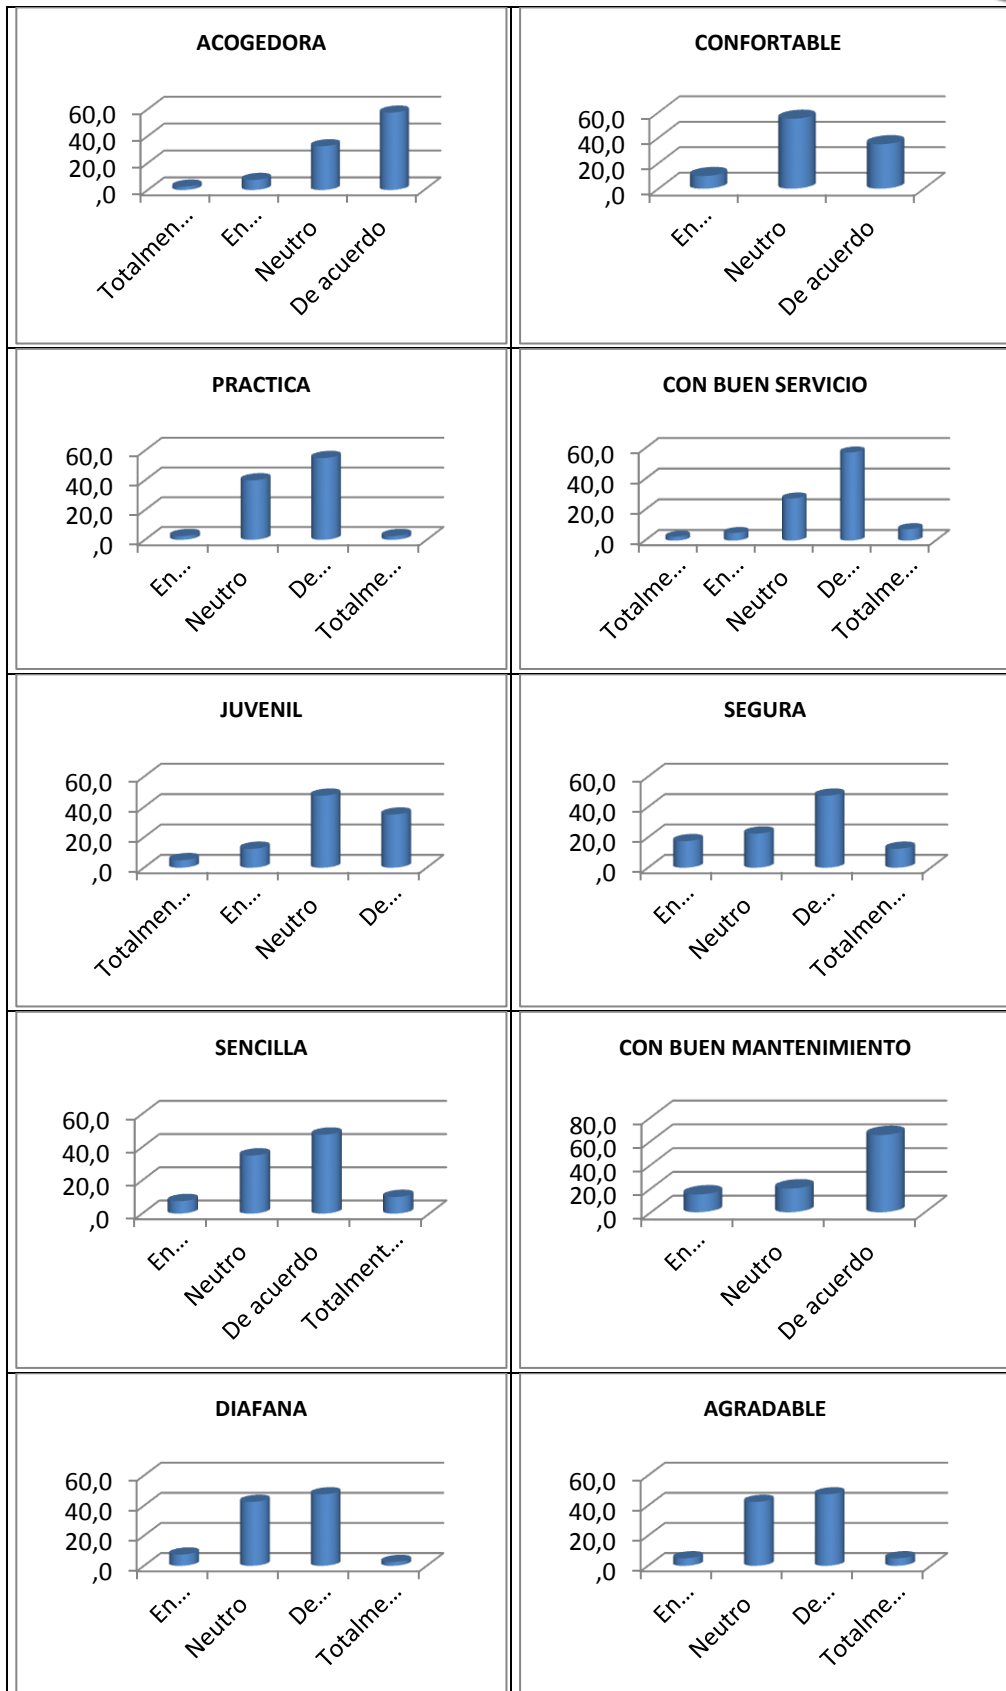 ACOGEDORA
60,0
40,0
20,0
,0
Totalmen...
En...
Neutro
De acuerdo
CONFORTABLE
60,0
40,0
20,0
,0
En...
Neutro
De acuerdo
PRACTICA
60,0
40,0
20,0
,0
En...
Neutro
De...
Totalme...
CON BUEN SERVICIO
60,0
40,0
20,0
,0
Totalme...
En...
Neutro
De...
Totalme...
JUVENIL
60,0
40,0
20,0
,0
Totalmen...
En...
Neutro
De...
SEGURA
60,0
40,0
20,0
,0
En...
Neutro
De...
Totalmen...
SENCILLA
60,0
40,0
20,0
,0
En...
Neutro
De acuerdo
Totalment...
CON BUEN MANTENIMIENTO
80,0
60,0
40,0
20,0
,0
En...
Neutro
De acuerdo
DIAFANA
60,0
40,0
20,0
,0
En...
Neutro
De...
Totalme...
AGRADABLE
60,0
40,0
20,0
,0
En...
Neutro
De...
Totalme...